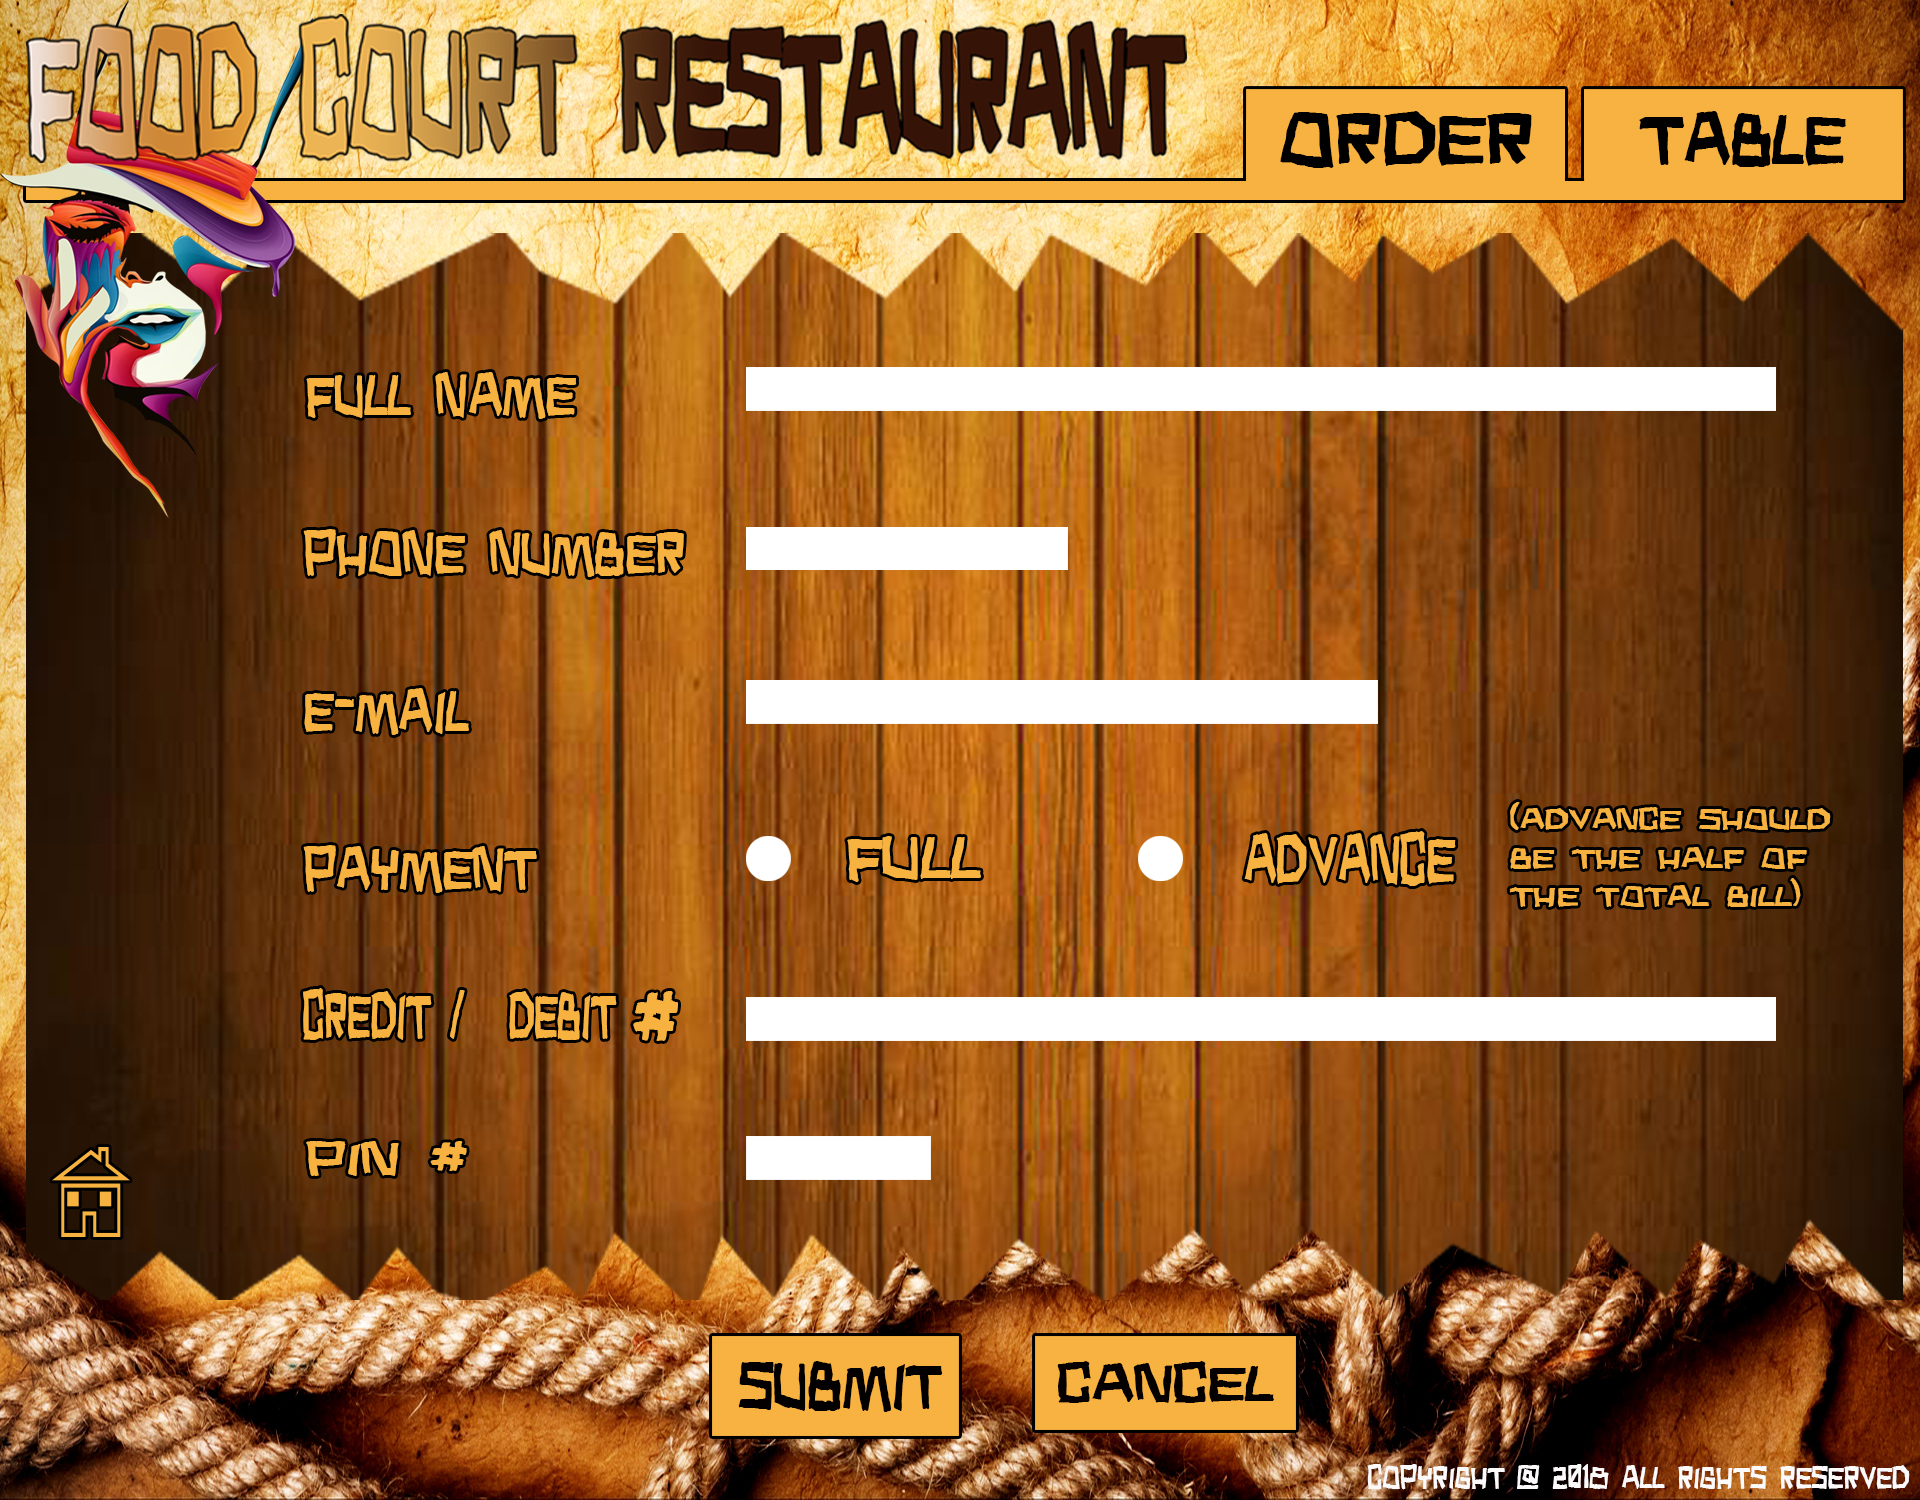 FOOD COURT RESTAURANT
ORDER
TABLE
FULL NAME
PHONE NUMBER
E-MAIL
PAYMENT
FULL
ADVANCE
(ADVANCE SHOULD
BE THE HALF OF
THE TOTAL BILL)
CREDIT / DEBIT #
PIN #
SUBMIT
CANCEL
COPYRIGHT @ 2018 ALL RIGHTS RESERVED